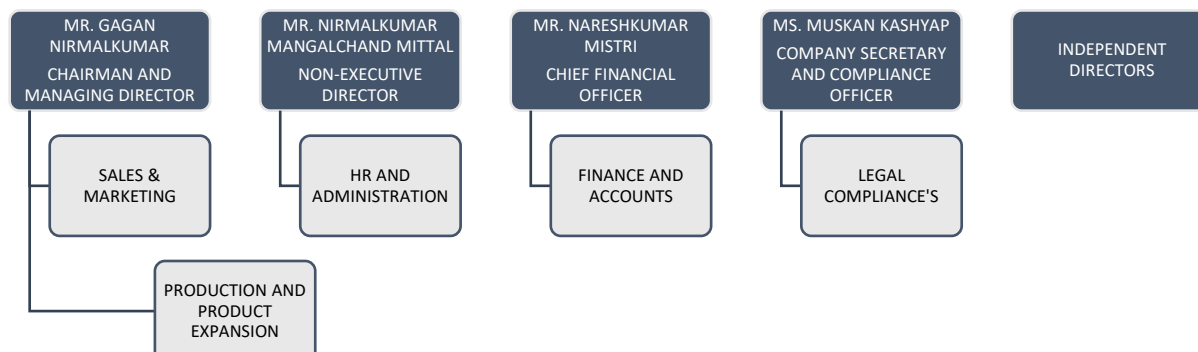 MR. GAGAN
NIRMALKUMAR
CHAIRMAN AND
MANAGING DIRECTOR
SALES &
MARKETING
PRODUCTION AND
PRODUCT
EXPANSION
MR. NIRMALKUMAR
MANGALCHAND MITTAL
NON-EXECUTIVE
DIRECTOR
HR AND
ADMINISTRATION
MR. NARESHKUMAR
MISTRI
CHIEF FINANCIAL
OFFICER
FINANCE AND
ACCOUNTS
MS. MUSKAN KASHYAP
COMPANY SECRETARY
AND COMPLIANCE
OFFICER
LEGAL
COMPLIANCE'S
INDEPENDENT
DIRECTORS